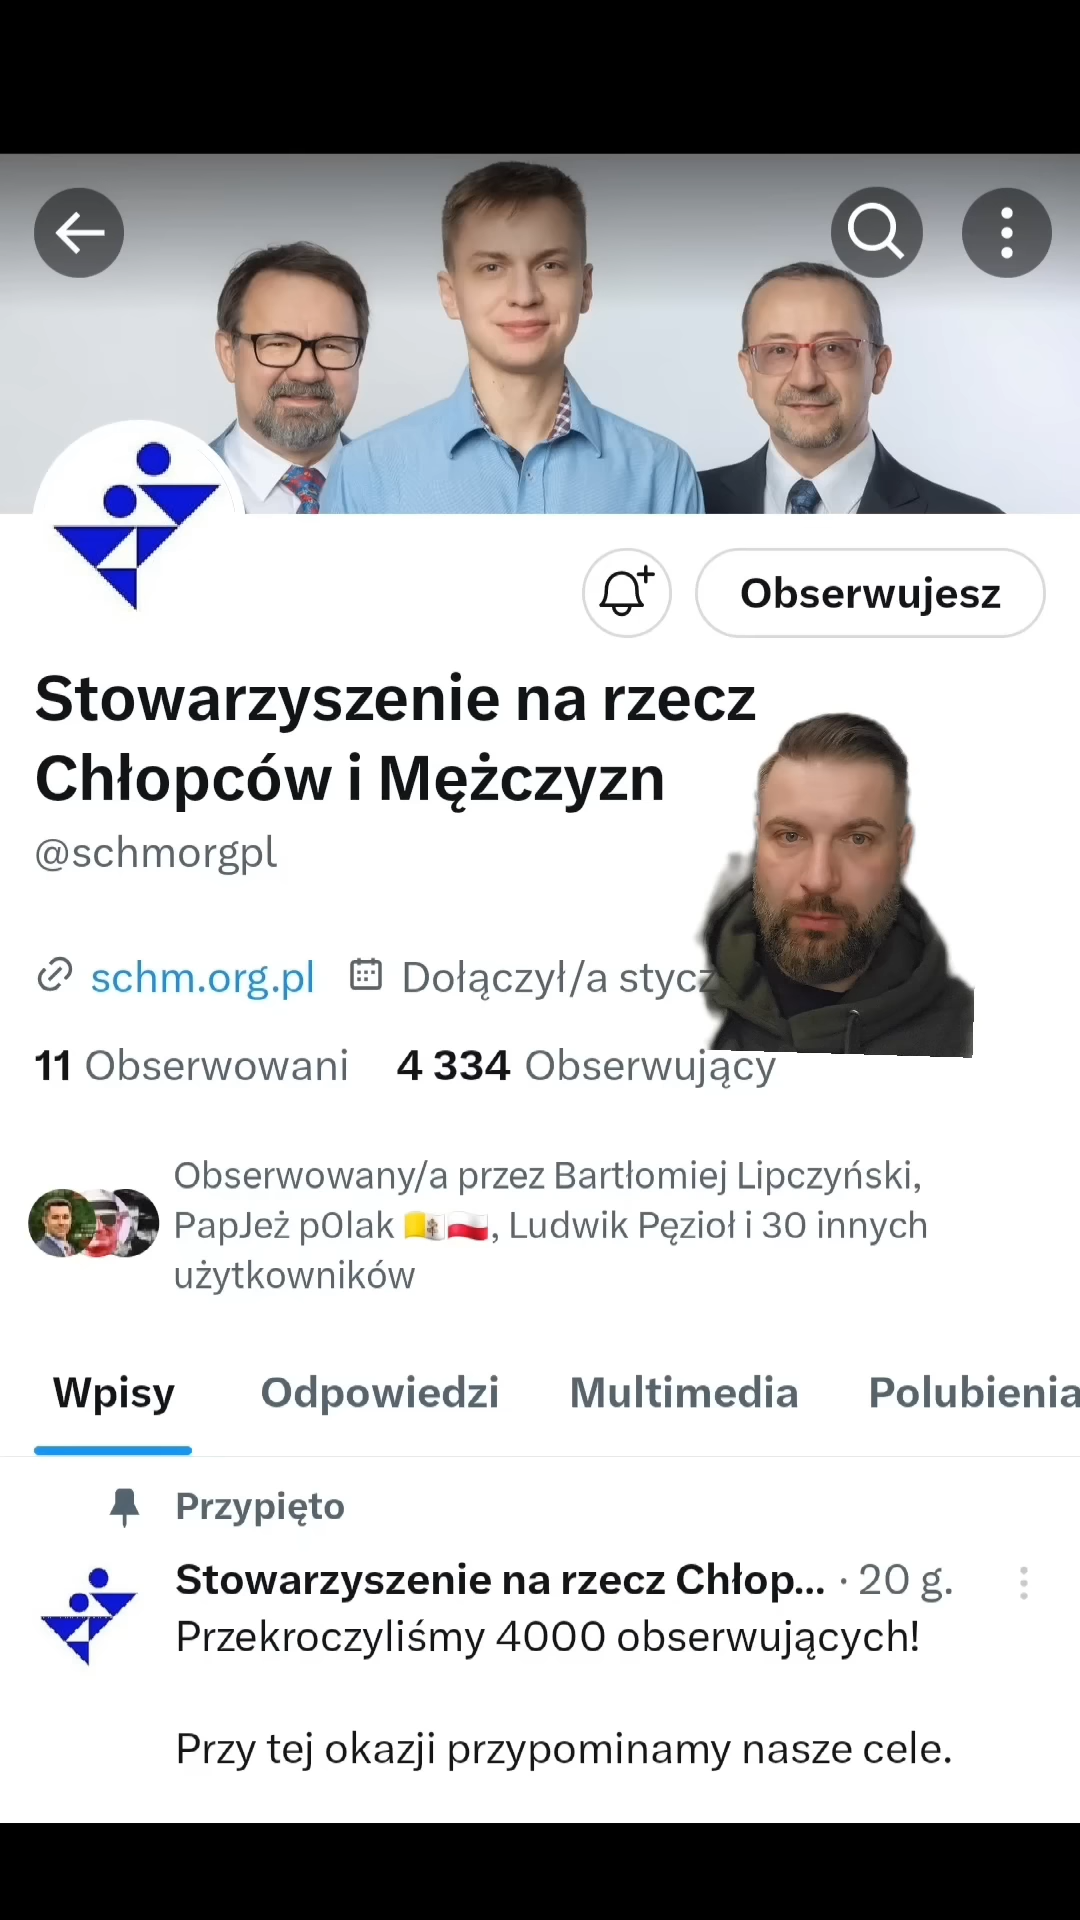 Obserwujesz
Stowarzyszenie na rzecz
Chłopców i Mężczyzn
@schmorgpl
schm.org.pl Dołączył/a stycz
11 Obserwowani 4 334 Obserwujący
Obserwowany/a przez Bartłomiej Lipczyński,
PapJeż p0lak 🇻🇦🇵🇱, Ludwik Pęzioł i 30 innych
użytkowników
Wpisy Odpowiedzi Multimedia Polubienia
Przypięto
Stowarzyszenie na rzecz Chłop... · 20 g.
Przekroczyliśmy 4000 obserwujących!
Przy tej okazji przypominamy nasze cele.